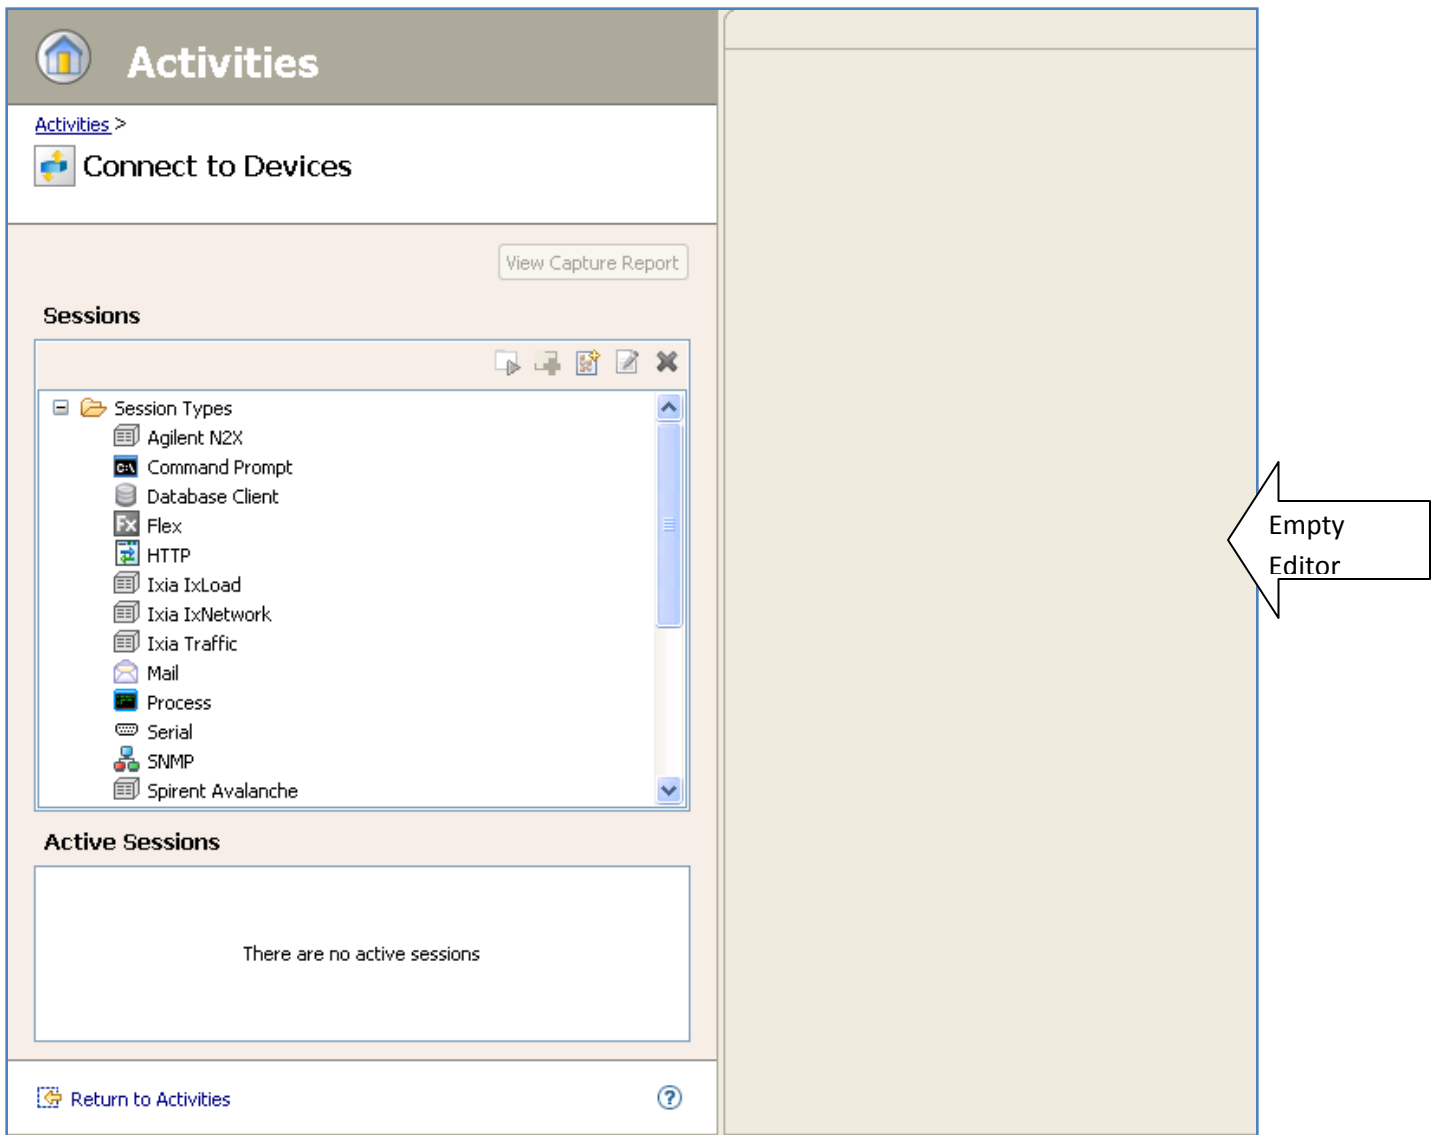 Activities
Activities >
Connect to Devices
View Capture Report
Sessions
Session Types
Agilent N2X
C:\
Command Prompt
Database Client
Fx
Flex
HTTP
Ixia IxLoad
Ixia IxNetwork
Ixia Traffic
Mail
Process
Serial
SNMP
Spirent Avalanche
Active Sessions
There are no active sessions
Return to Activities
?
Empty
Editor